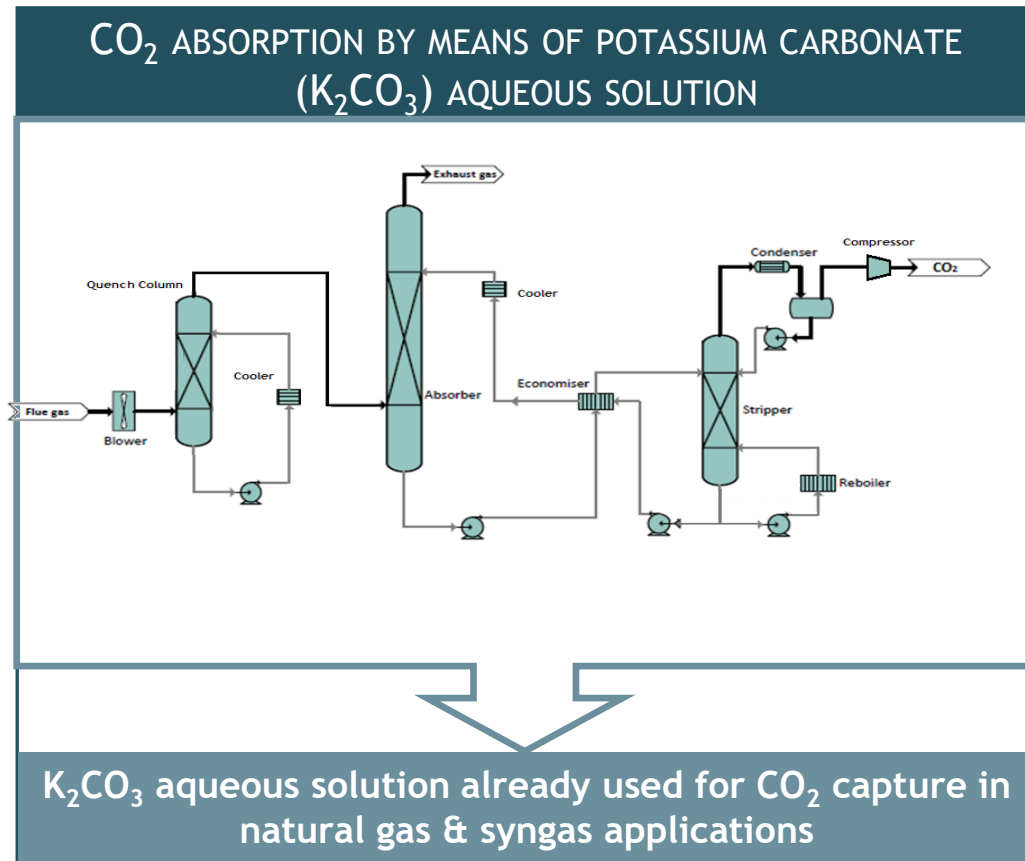 CO₂ ABSORPTION BY MEANS OF POTASSIUM CARBONATE
(K₂CO₃) AQUEOUS SOLUTION
Exhaust gas
Condenser
Compressor
CO₂
Quench Column
Cooler
Cooler
Economiser
Absorber
Stripper
Flue gas
Blower
Reboiler
K₂CO₃ aqueous solution already used for CO₂ capture in
natural gas & syngas applications